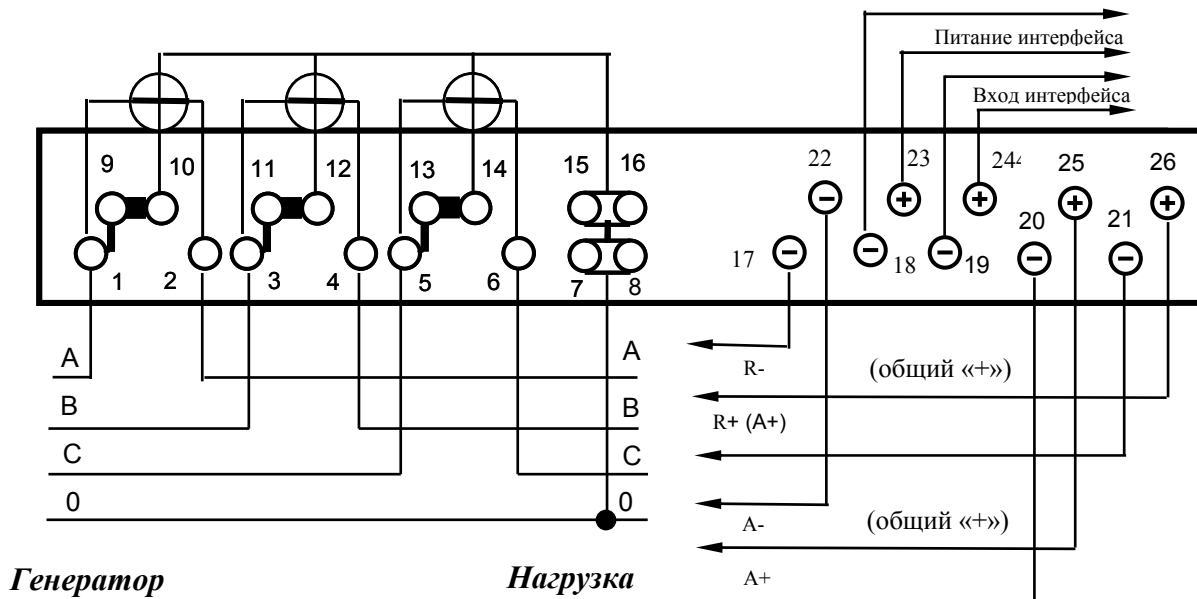 Питание интерфейса
Вход интерфейса
9 10 11 12 13 14 15 16 22 23 244 25 26
20 21
1 2 3 4 5 6 7 8 17 18 19
A A
R- (общий «+»)
B B
R+ (A+)
C C
0 0
A- (общий «+»)
A+
Генератор Нагрузка